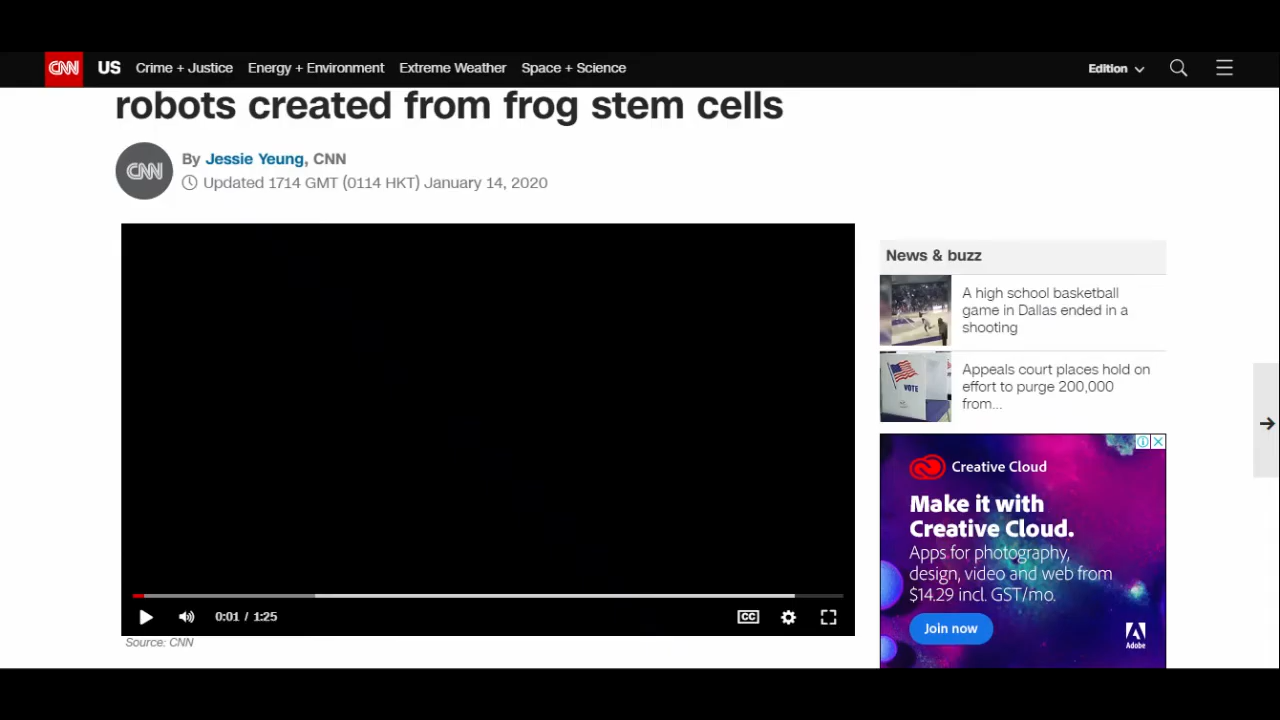 CNN US Crime + Justice Energy + Environment Extreme Weather Space + Science Edition
robots created from frog stem cells
CNN
By Jessie Yeung, CNN
Updated 1714 GMT (0114 HKT) January 14, 2020
0:01 / 1:25 CC
Source: CNN
News & buzz
A high school basketball
game in Dallas ended in a
shooting
VOTE
Appeals court places hold on
effort to purge 200,000
from...
Creative Cloud
Make it with
Creative Cloud.
Apps for photography,
design, video and web from
$14.29 incl. GST/mo.
Join now
Adobe